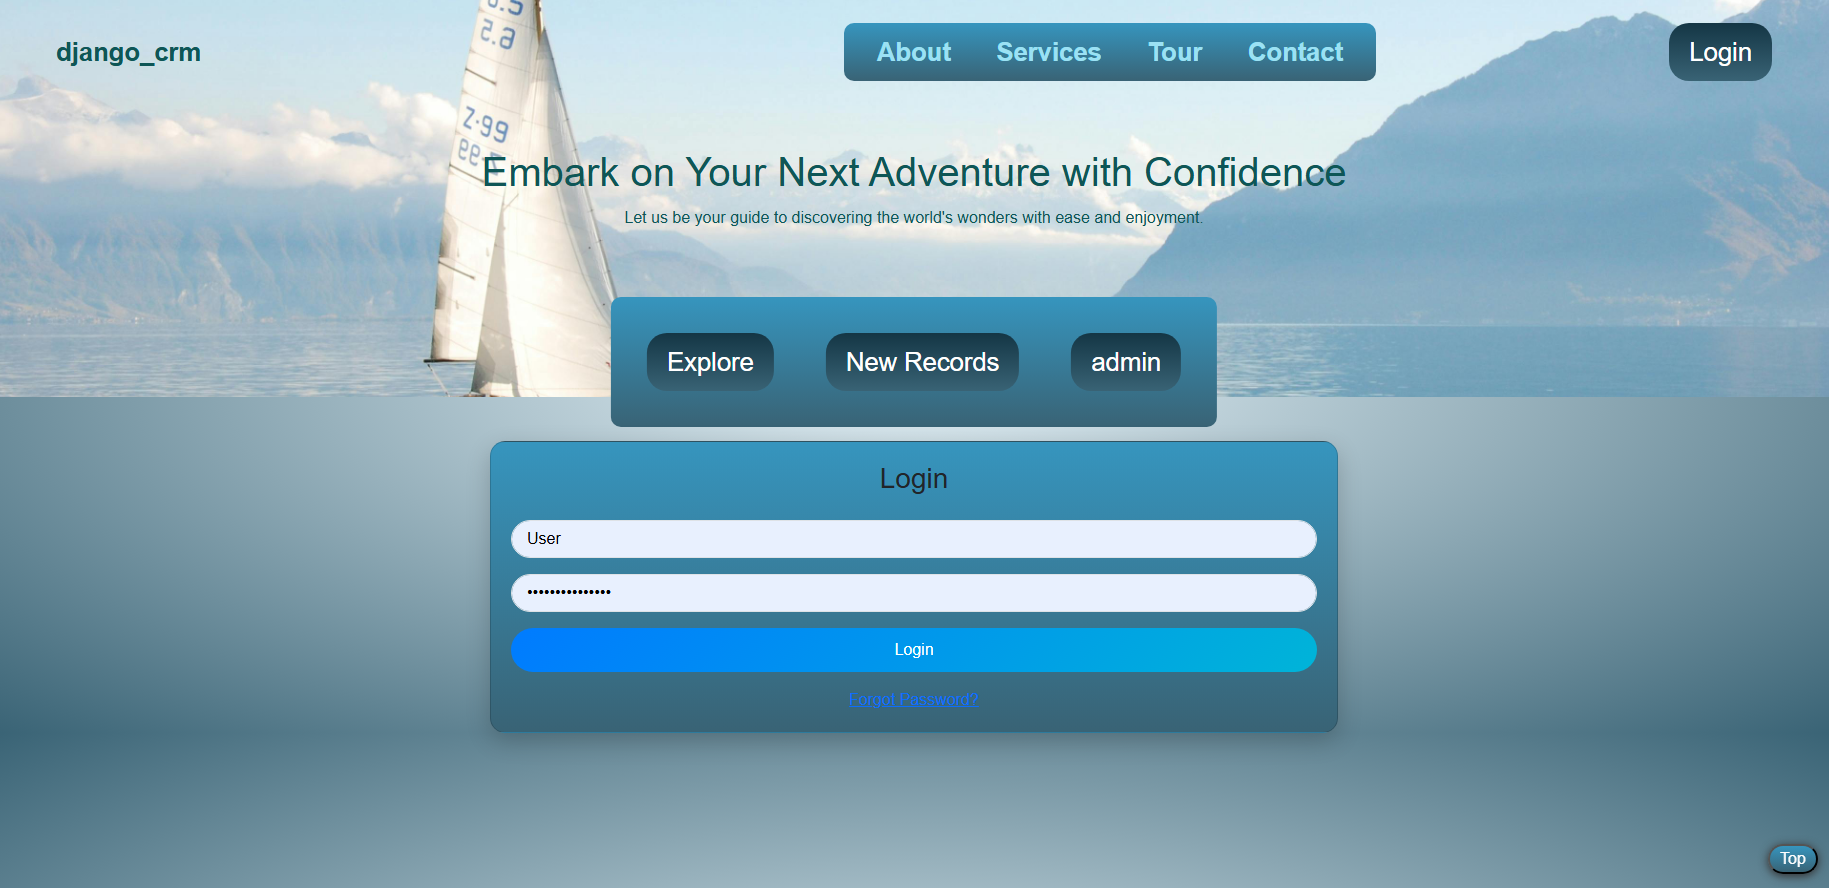 django_crm
About Services Tour Contact
Login
Z-99
Embark on Your Next Adventure with Confidence
Let us be your guide to discovering the world's wonders with ease and enjoyment.
Explore New Records admin
Login
User
•••••••••••••••
Login
Forgot Password?
Top